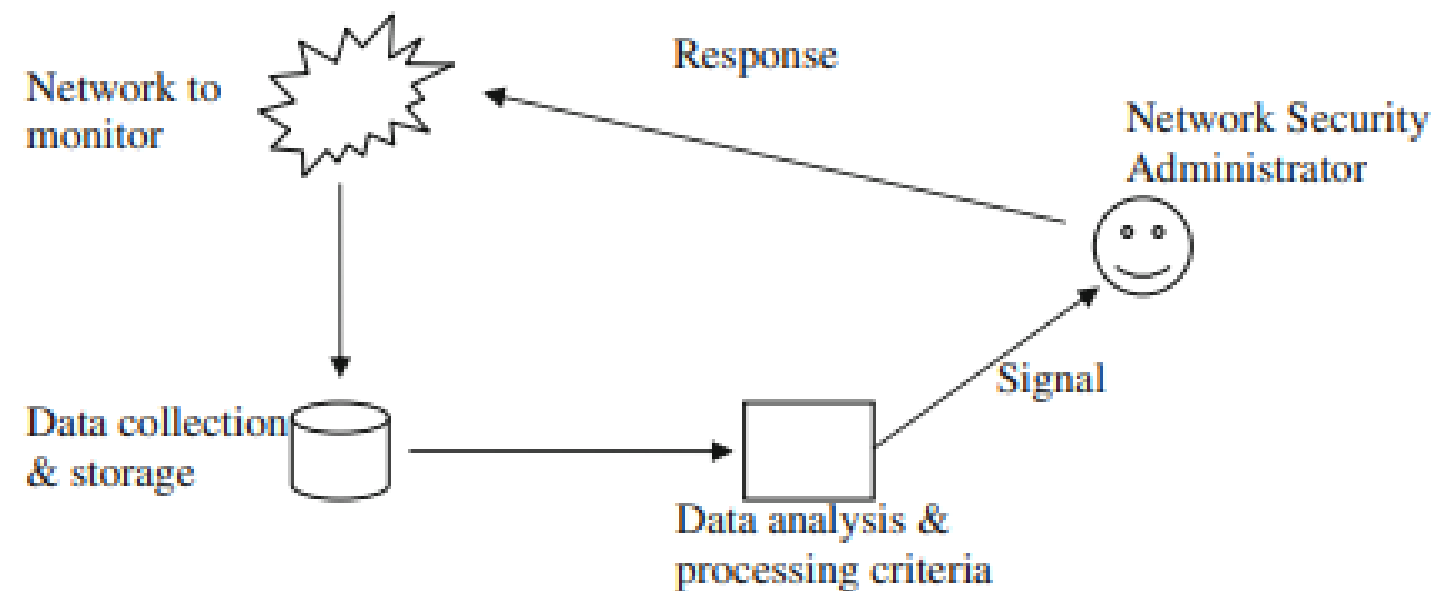 Network to
monitor
Response
Network Security
Administrator
Signal
Data collection
& storage
Data analysis &
processing criteria